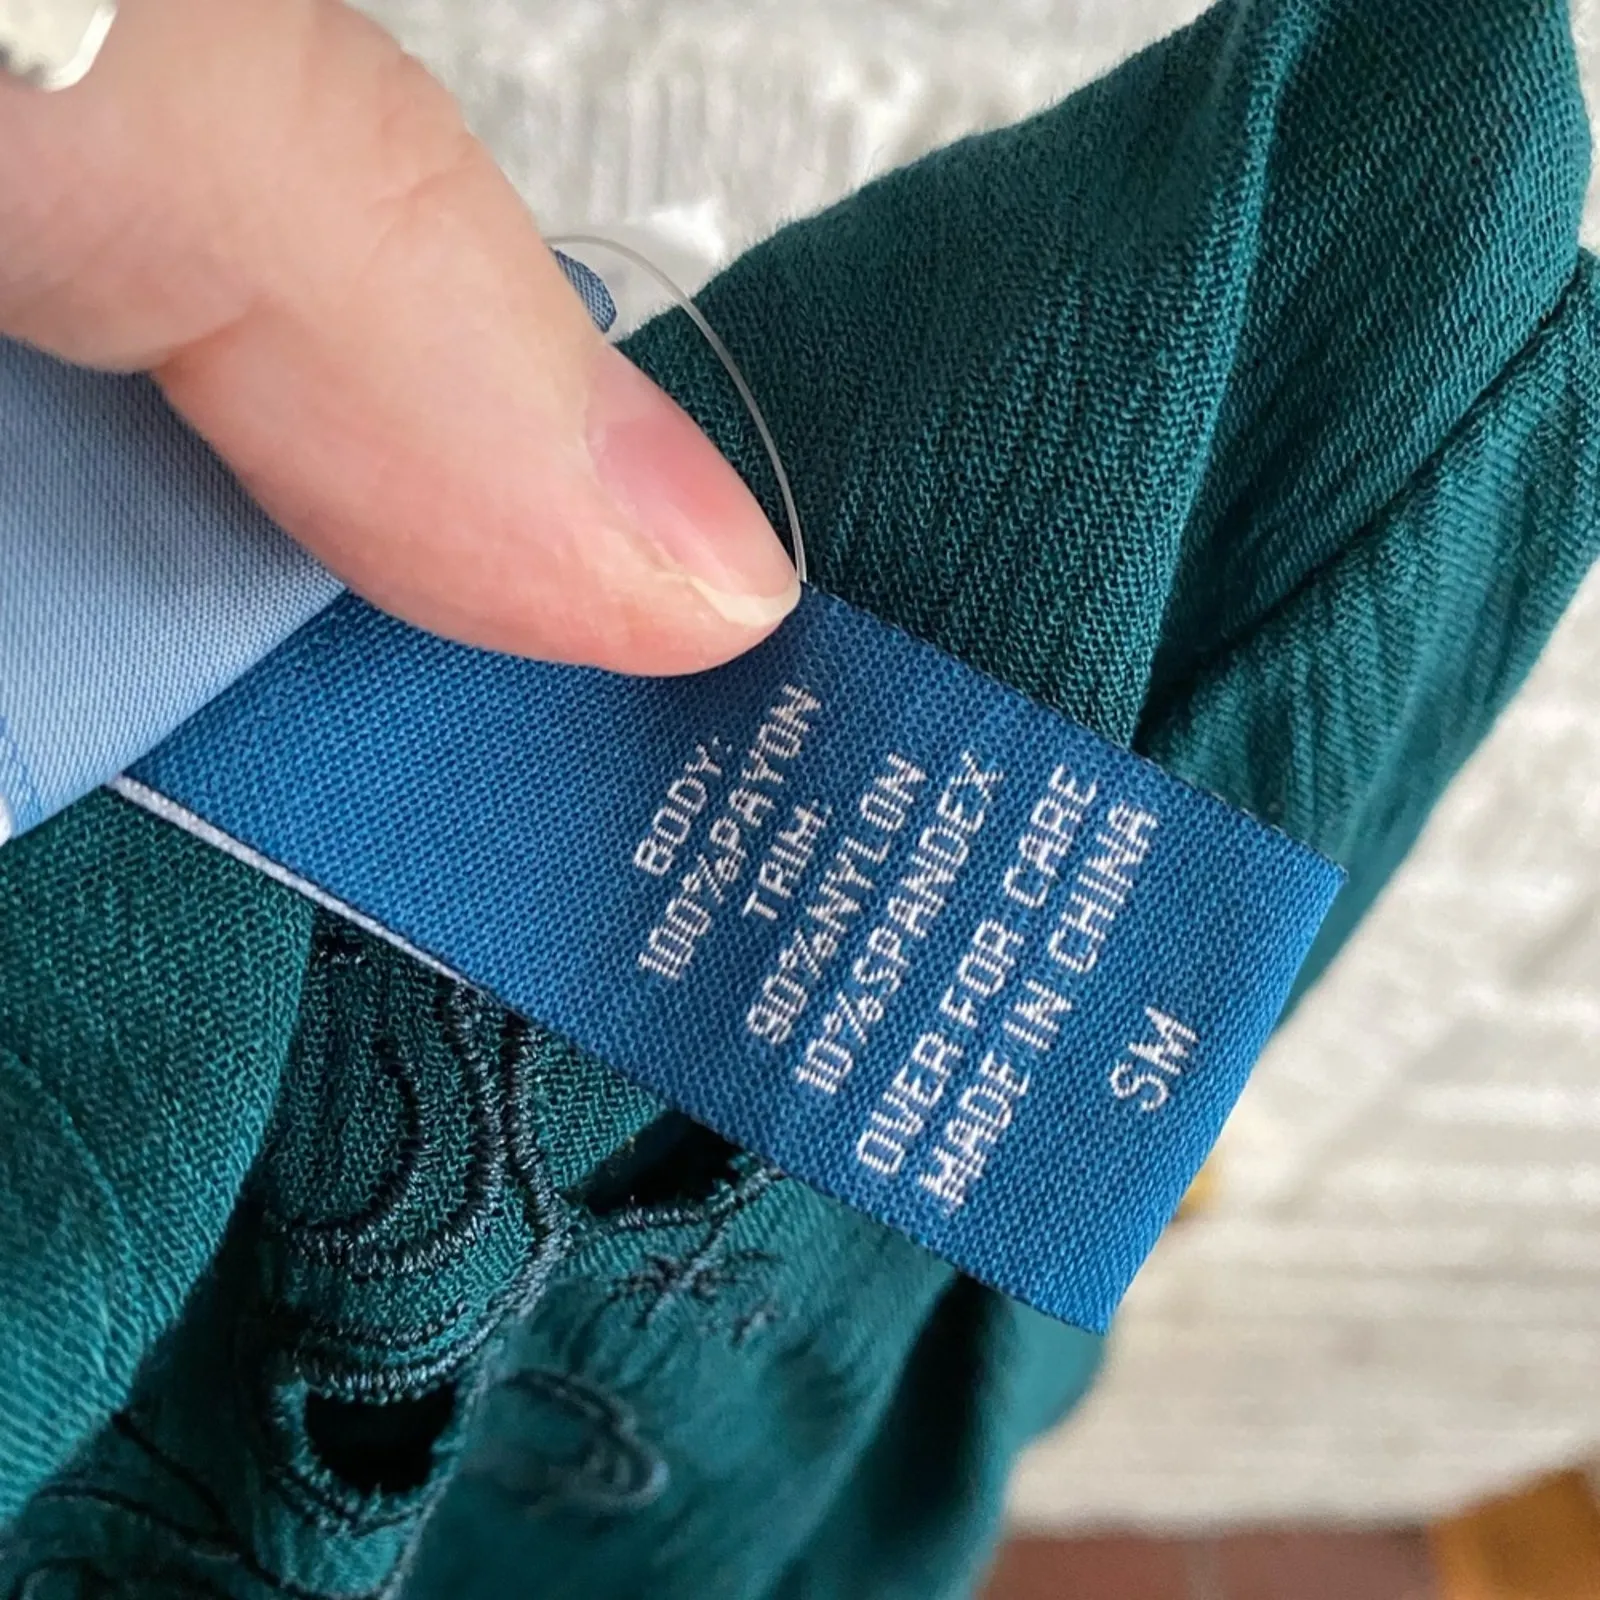 BODY:
100%RAYON
TRIM:
90%NYLON
10%SPANDEX
OVER FOR CARE
MADE IN CHINA
SM